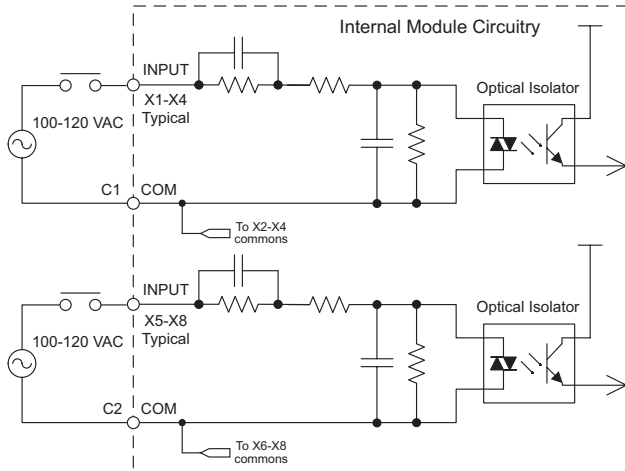 Internal Module Circuitry
INPUT
X1-X4
Typical
Optical Isolator
100-120 VAC
C1
COM
To X2-X4
commons
INPUT
X5-X8
Typical
Optical Isolator
100-120 VAC
C2
COM
To X6-X8
commons